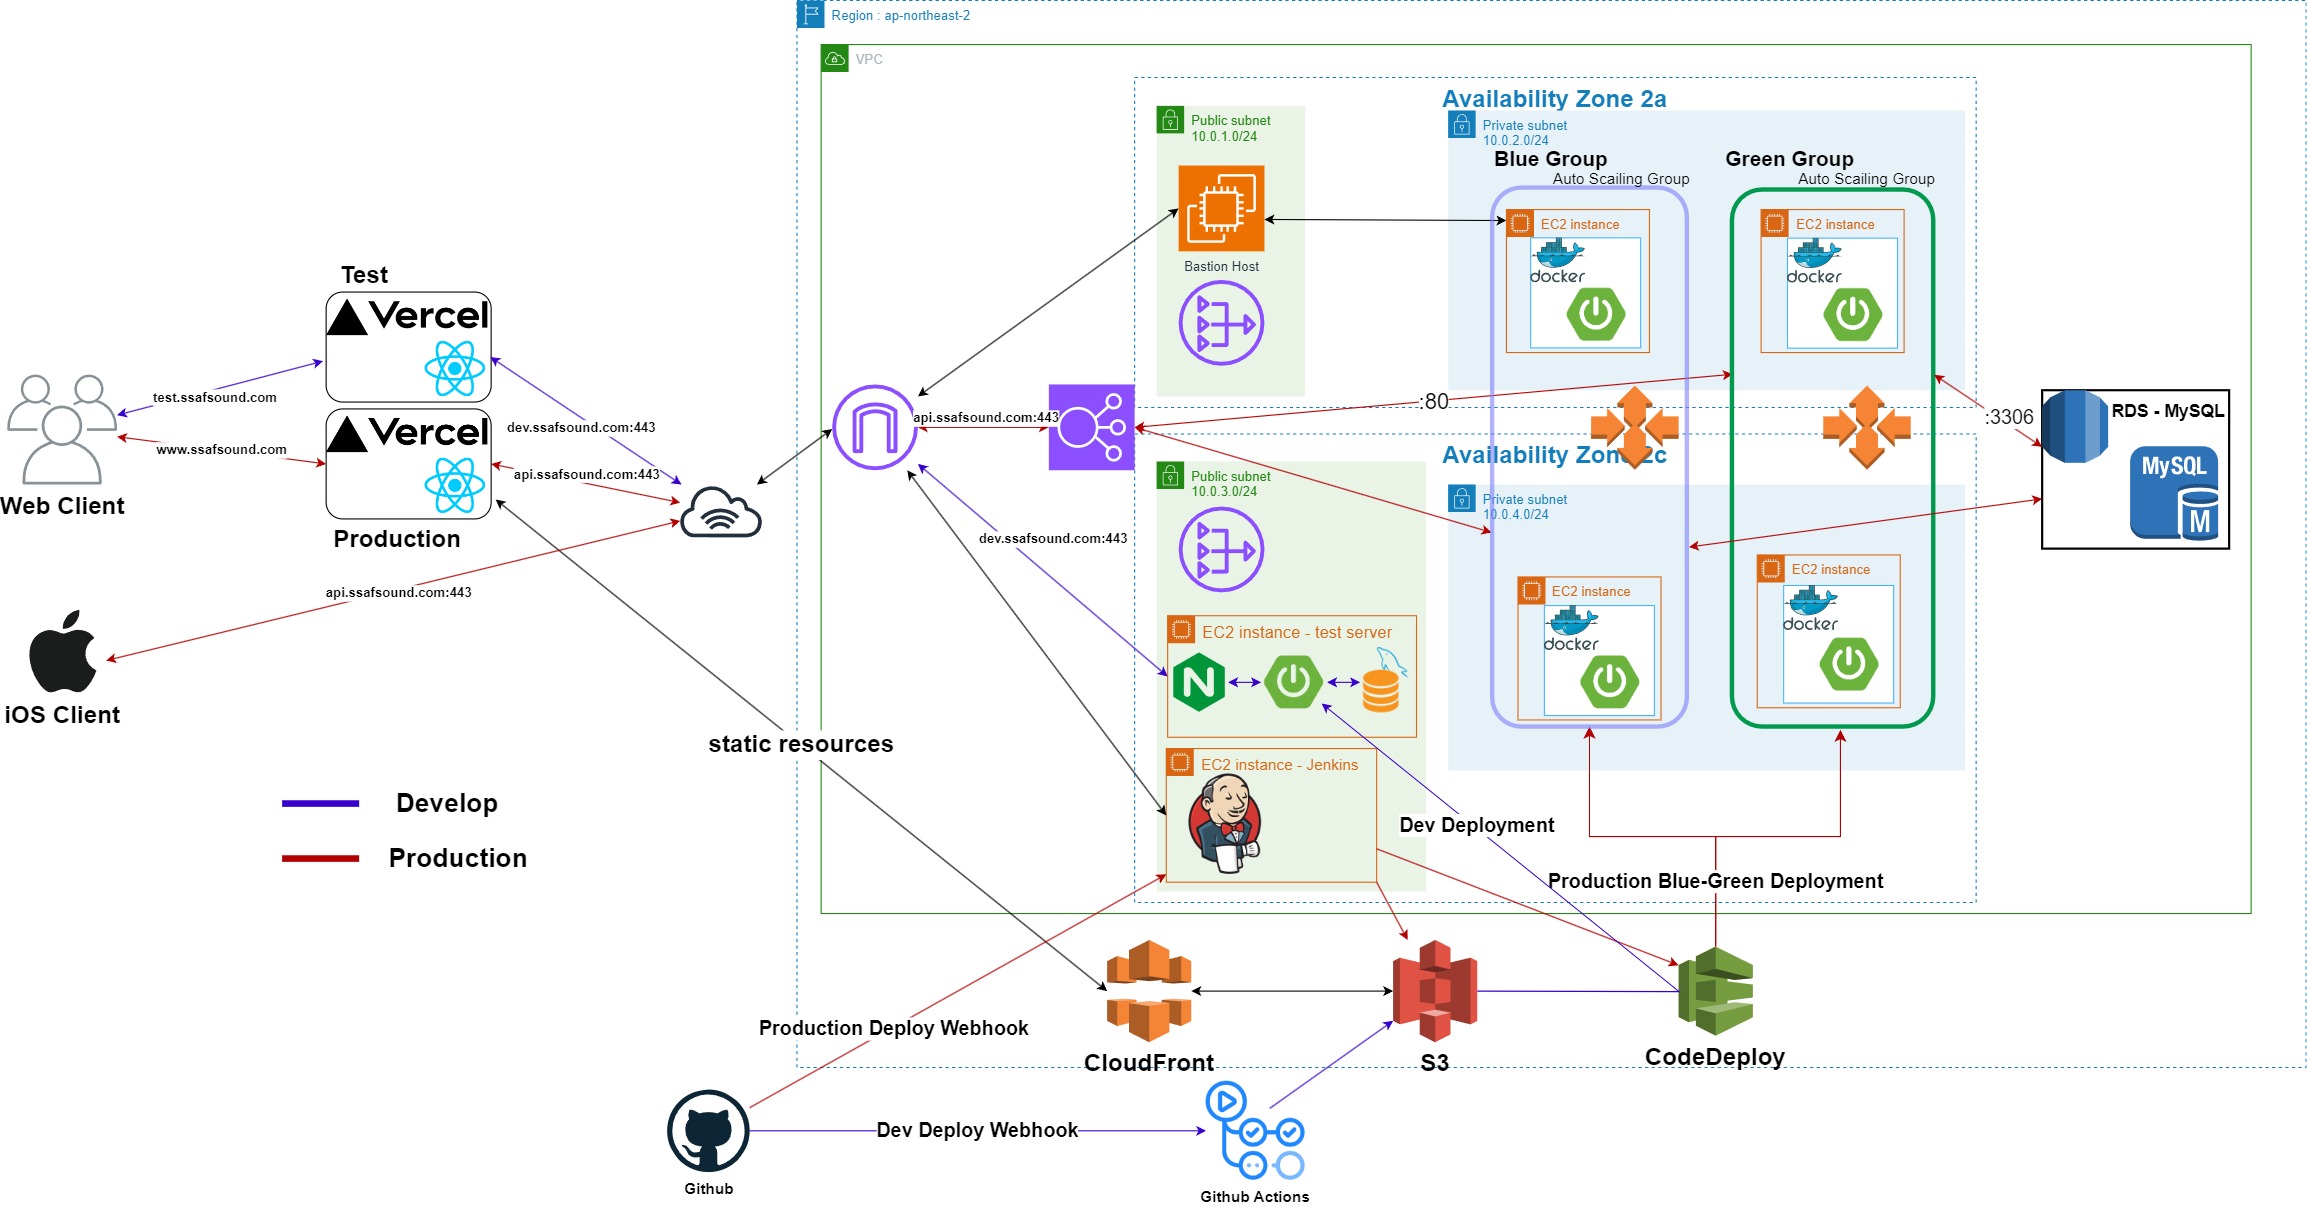 Region : ap-northeast-2
VPC
Availability Zone 2a
Public subnet
10.0.1.0/24
Private subnet
10.0.2.0/24
Blue Group
Auto Scailing Group
Green Group
Auto Scailing Group
EC2 instance
docker
EC2 instance
docker
Bastion Host
Test
Vercel
test.ssafsound.com
Vercel
www.ssafsound.com
Production
Web Client
dev.ssafsound.com:443
api.ssafsound.com:443
api.ssafsound.com:443
iOS Client
api.ssafsound.com:443
:80
:3306
RDS - MySQL
MySQL
M
Availability Zone 2c
Public subnet
10.0.3.0/24
Private subnet
10.0.4.0/24
dev.ssafsound.com:443
EC2 instance
docker
EC2 instance
docker
EC2 instance - test server
N
EC2 instance - Jenkins
static resources
Develop
Production
Dev Deployment
Production Blue-Green Deployment
Production Deploy Webhook
CloudFront
S3
CodeDeploy
Dev Deploy Webhook
Github
Github Actions